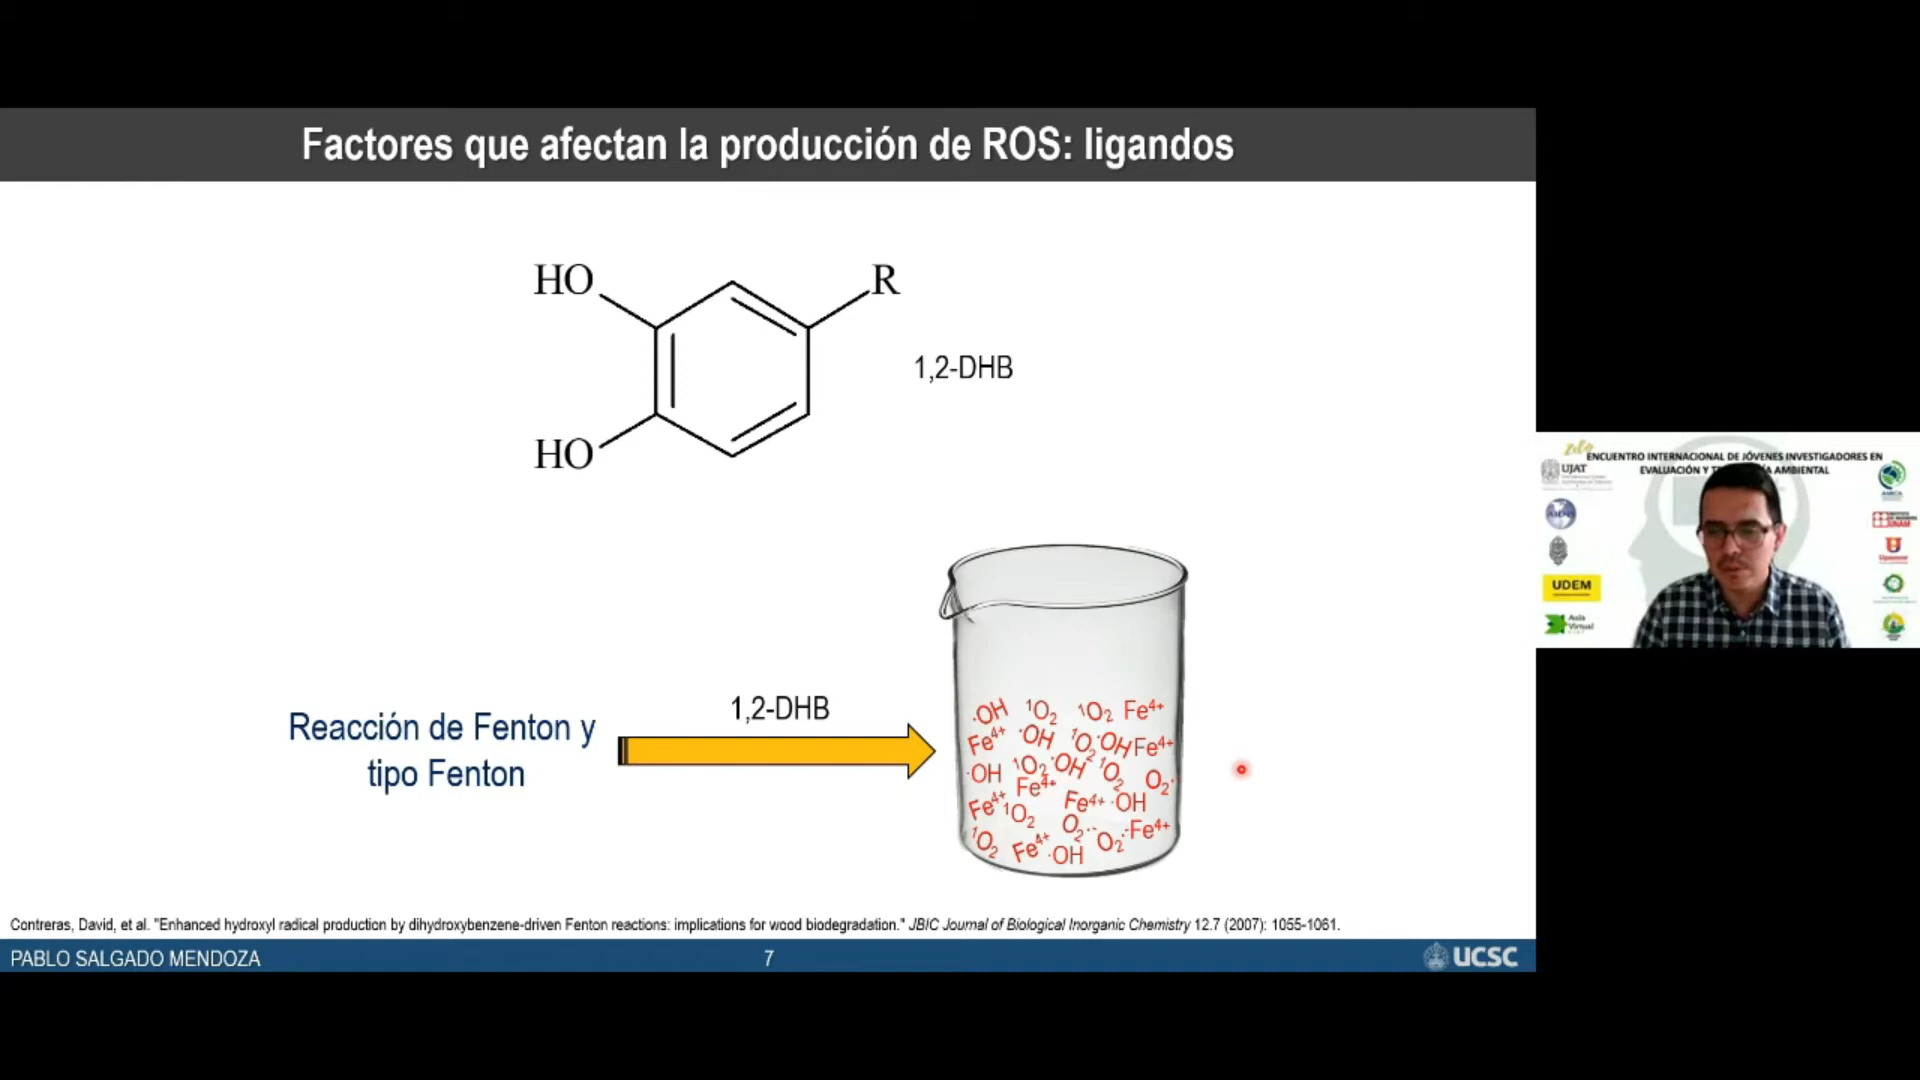 Factores que afectan la producción de ROS: ligandos
HO
R
1,2-DHB
HO
Reacción de Fenton y
tipo Fenton
1,2-DHB
·OH ¹O₂ ¹O₂ Fe⁴⁺
Fe⁴⁺ ·OH ¹O₂ ·OH Fe⁴⁺
·OH ¹O₂ ·OH ¹O₂ O₂·
Fe⁴⁺ Fe⁴⁺ ·OH
Fe⁴⁺ ¹O₂
O₂·· O₂·· Fe⁴⁺
¹O₂ Fe⁴⁺ ·OH
Contreras, David, et al. "Enhanced hydroxyl radical production by dihydroxybenzene-driven Fenton reactions: implications for wood biodegradation." JBIC Journal of Biological Inorganic Chemistry 12.7 (2007): 1055-1061.
PABLO SALGADO MENDOZA
7
UCSC
ENCUENTRO INTERNACIONAL DE JÓVENES INVESTIGADORES EN
EVALUACIÓN Y AMBIENTAL
UJAT
UNAM
UDEM
Aula
Virtual